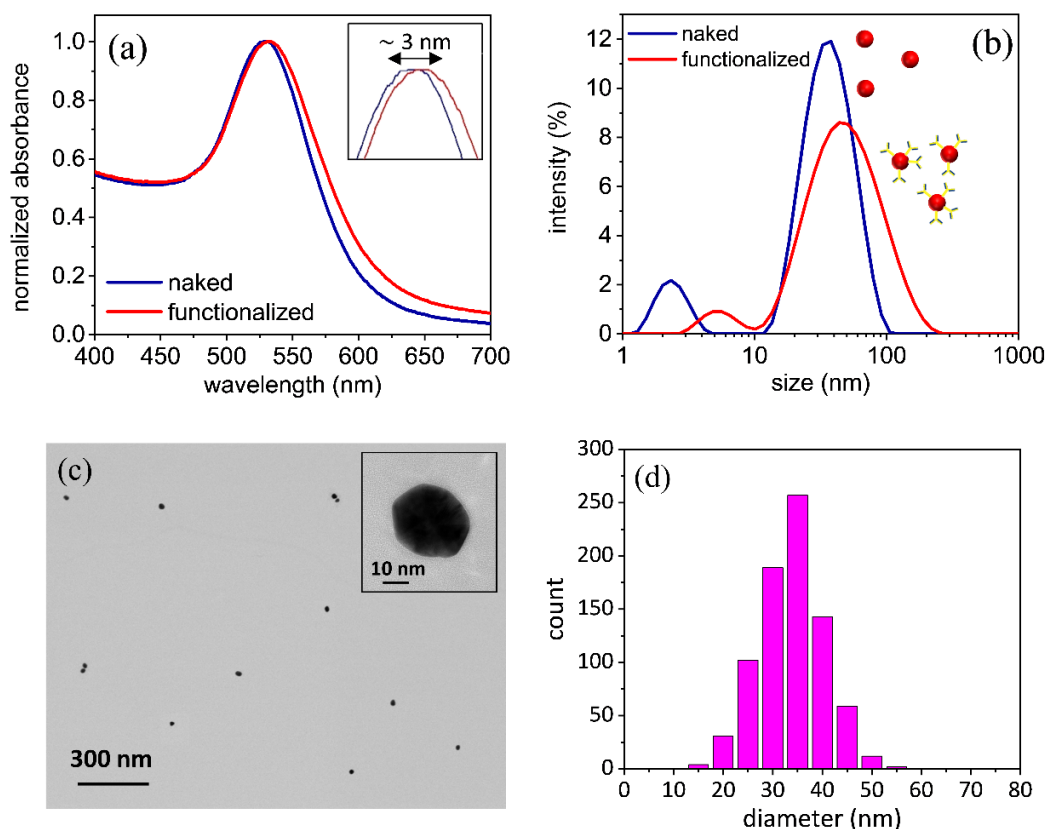 (a)
~ 3 nm
naked
functionalized
normalized absorbance
1.0
0.8
0.6
0.4
0.2
0.0
400 450 500 550 600 650 700
wavelength (nm)
(b)
naked
functionalized
intensity (%)
12
10
8
6
4
2
0
1 10 100 1000
size (nm)
(c)
10 nm
300 nm
(d)
count
300
250
200
150
100
50
0
0 10 20 30 40 50 60 70 80
diameter (nm)